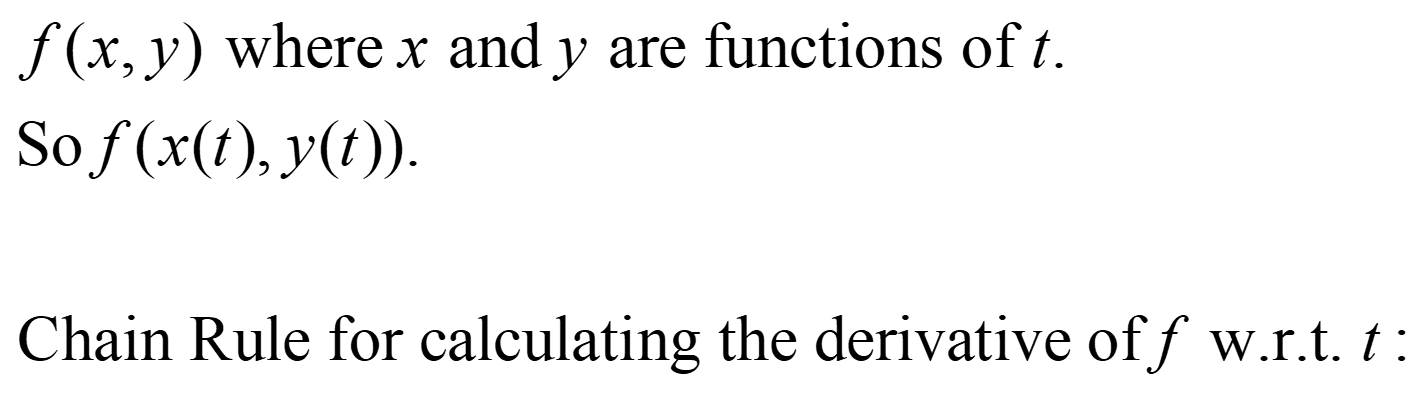 f(x, y) where x and y are functions of t.
So f(x(t), y(t)).
Chain Rule for calculating the derivative of f w.r.t. t :